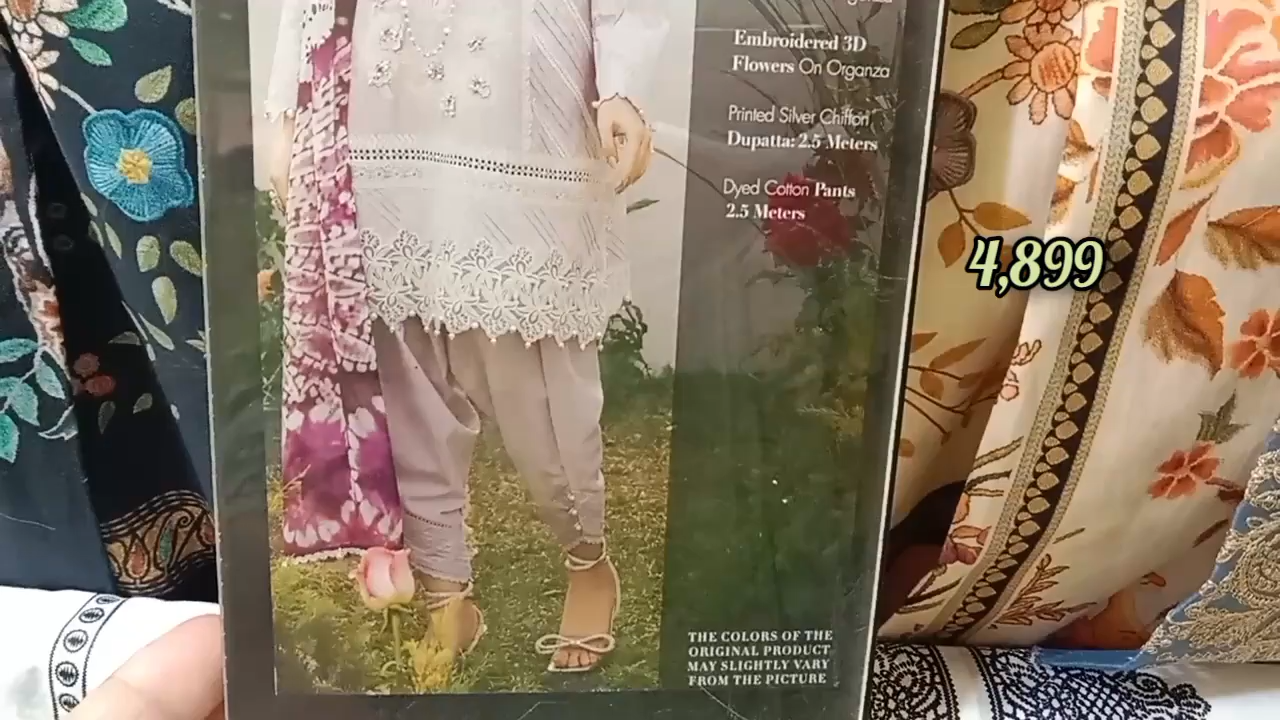 Embroidered 3D
Flowers On Organza
Printed Silver Chiffon
Dupatta: 2.5 Meters
Dyed Cotton Pants
2.5 Meters
4,899
THE COLORS OF THE
ORIGINAL PRODUCT
MAY SLIGHTLY VARY
FROM THE PICTURE